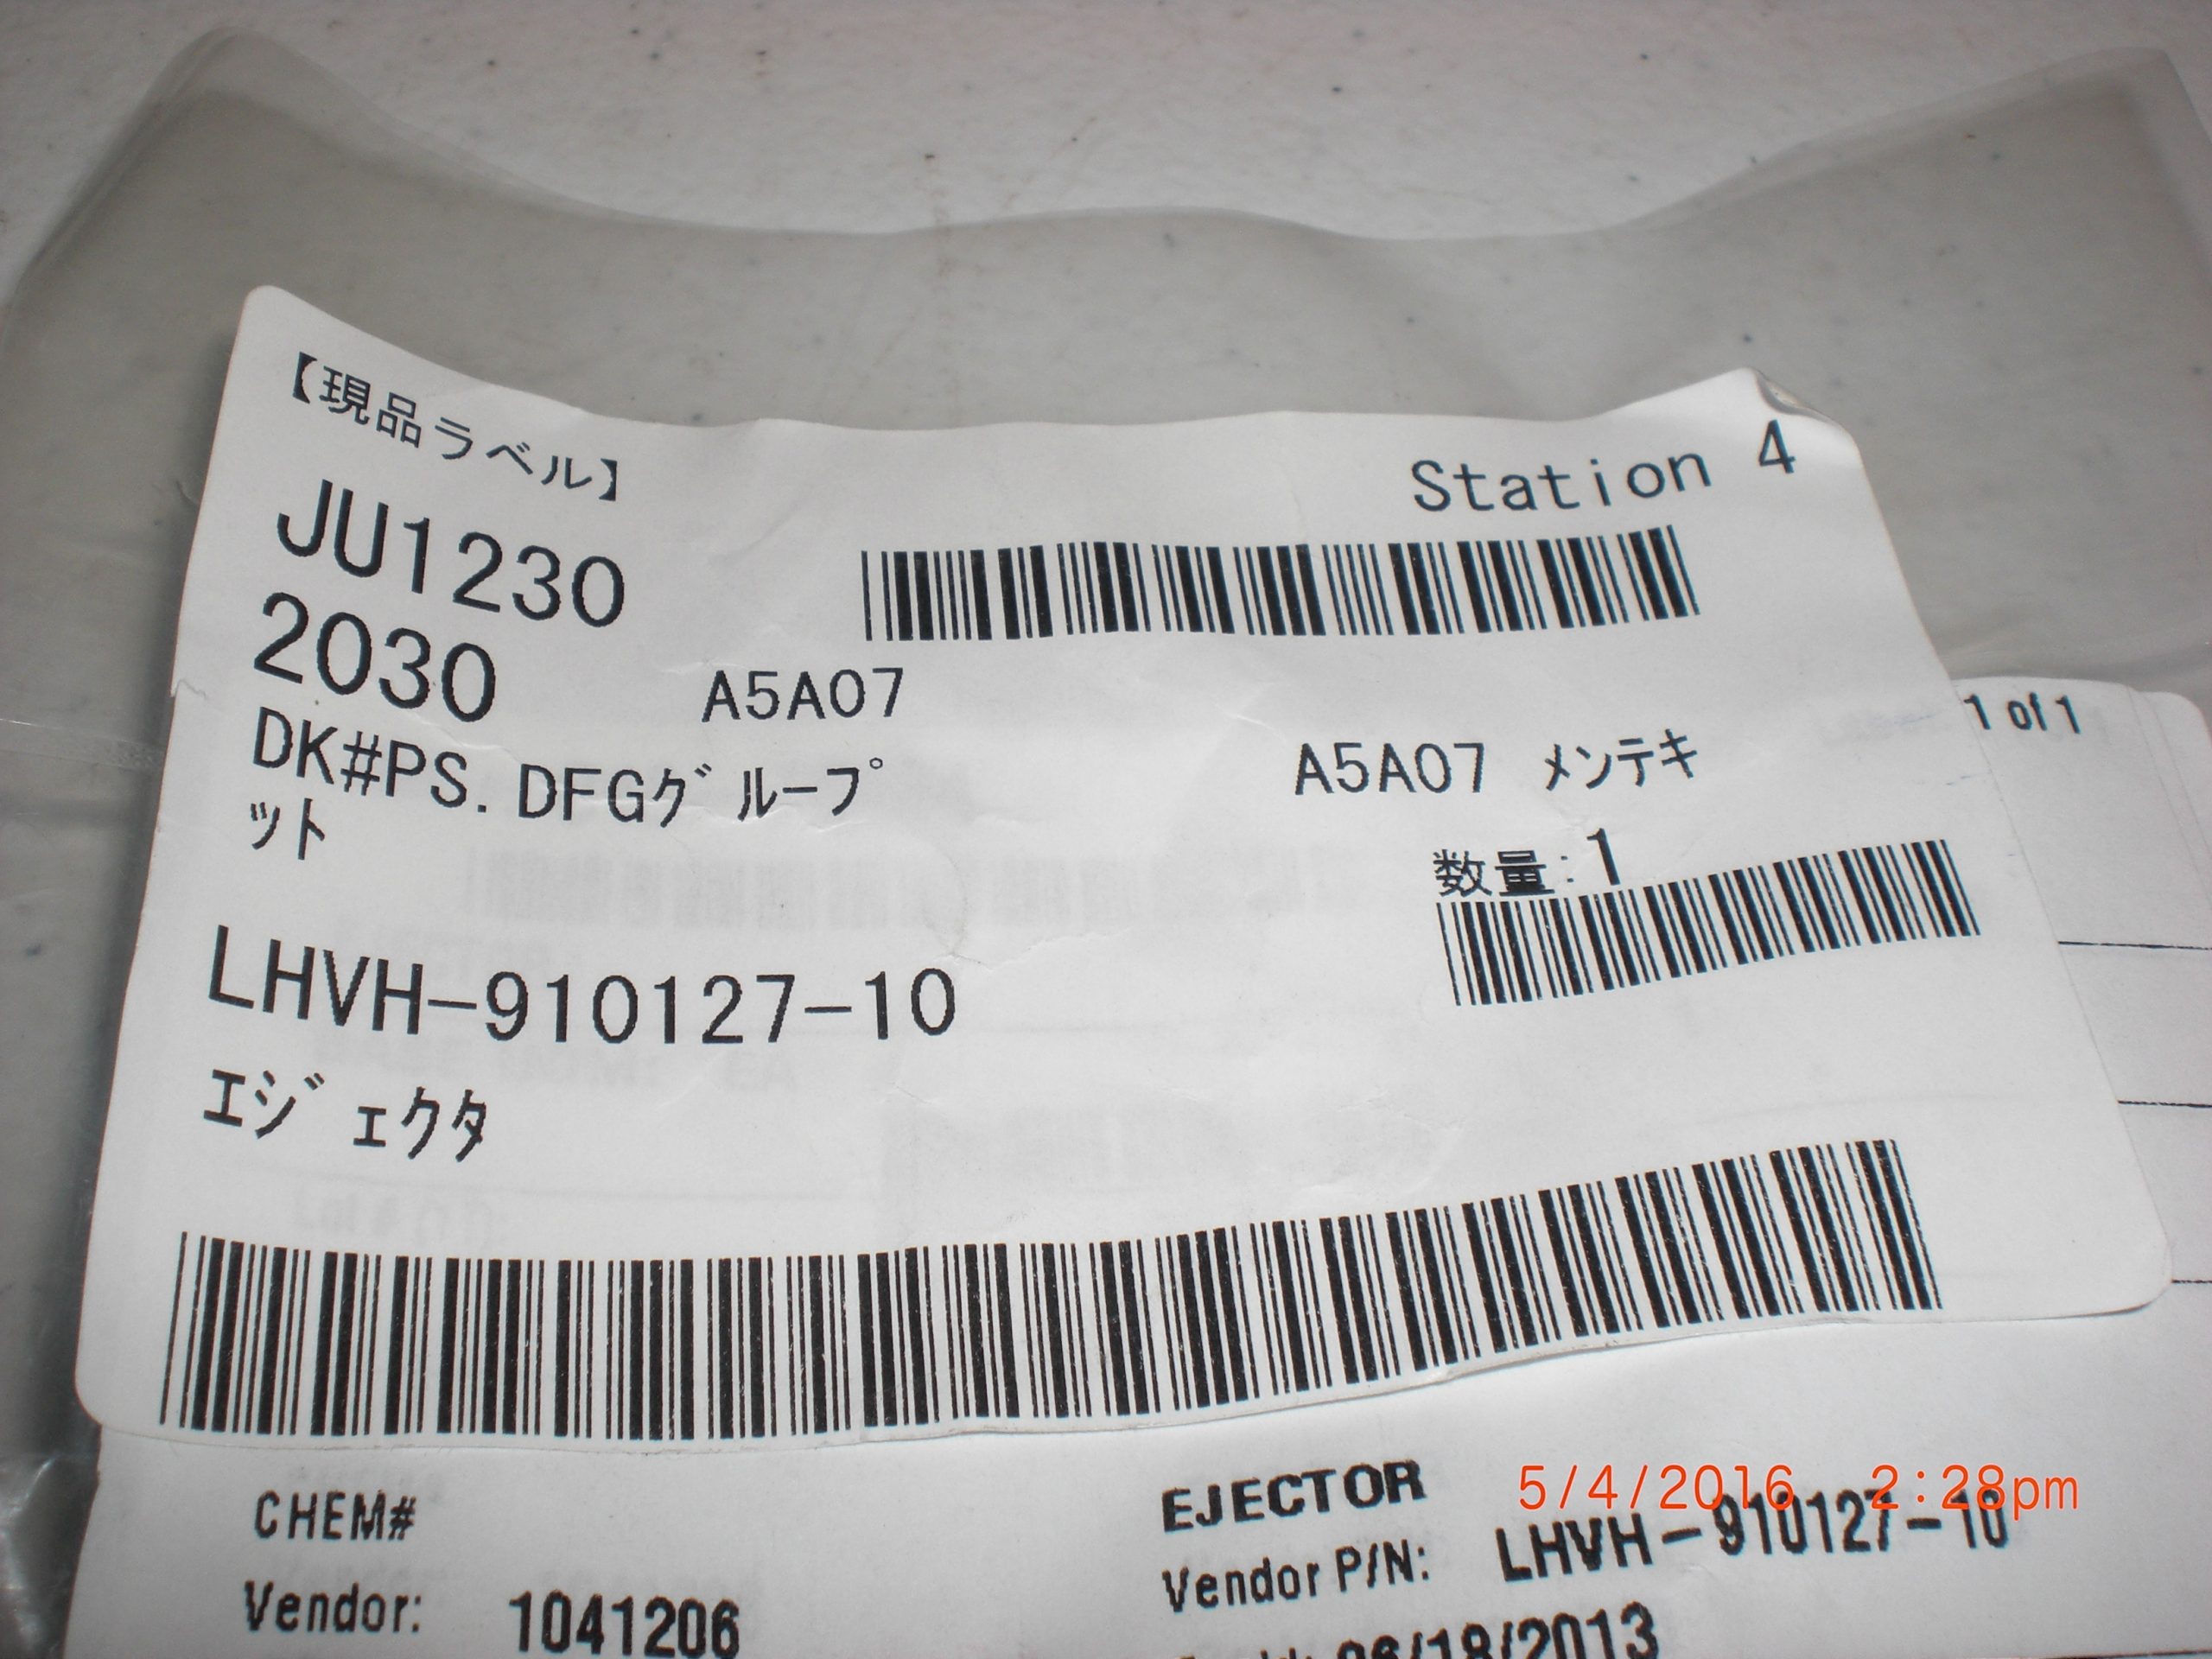 【現品ラベル】
Station 4
JU1230
2030
A5A07
DK#PS.DFGｸﾞﾙｰﾌﾟ
A5A07 ﾒﾝﾃｷ
ｯﾄ
数量:1
LHVH-910127-10
ｴｼﾞｪｸﾀ
1 of 1
CHEM#
EJECTOR
5/4/2016 2:28pm
Vendor: 1041206
Vendor P/N: LHVH-910127-10
06/18/2013